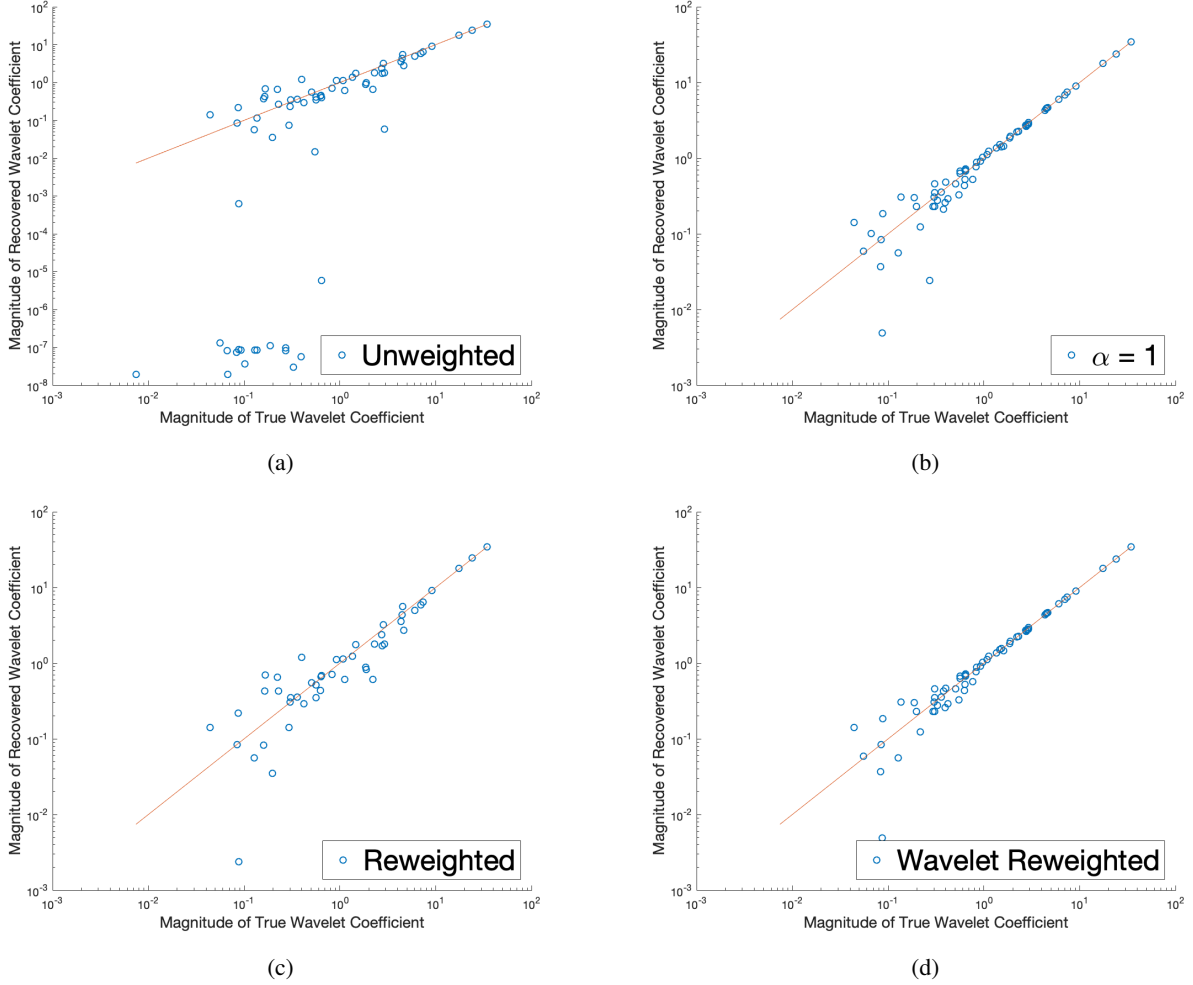 10^2
10^1
10^0
10^-1
10^-2
10^-3
10^-4
10^-5
10^-6
10^-7
10^-8
Magnitude of Recovered Wavelet Coefficient
Unweighted
10^-3 10^-2 10^-1 10^0 10^1 10^2
Magnitude of True Wavelet Coefficient
(a)
10^2
10^1
10^0
10^-1
10^-2
10^-3
Magnitude of Recovered Wavelet Coefficient
α = 1
10^-3 10^-2 10^-1 10^0 10^1 10^2
Magnitude of True Wavelet Coefficient
(b)
10^2
10^1
10^0
10^-1
10^-2
10^-3
Magnitude of Recovered Wavelet Coefficient
Reweighted
10^-3 10^-2 10^-1 10^0 10^1 10^2
Magnitude of True Wavelet Coefficient
(c)
10^2
10^1
10^0
10^-1
10^-2
10^-3
Magnitude of Recovered Wavelet Coefficient
Wavelet Reweighted
10^-3 10^-2 10^-1 10^0 10^1 10^2
Magnitude of True Wavelet Coefficient
(d)